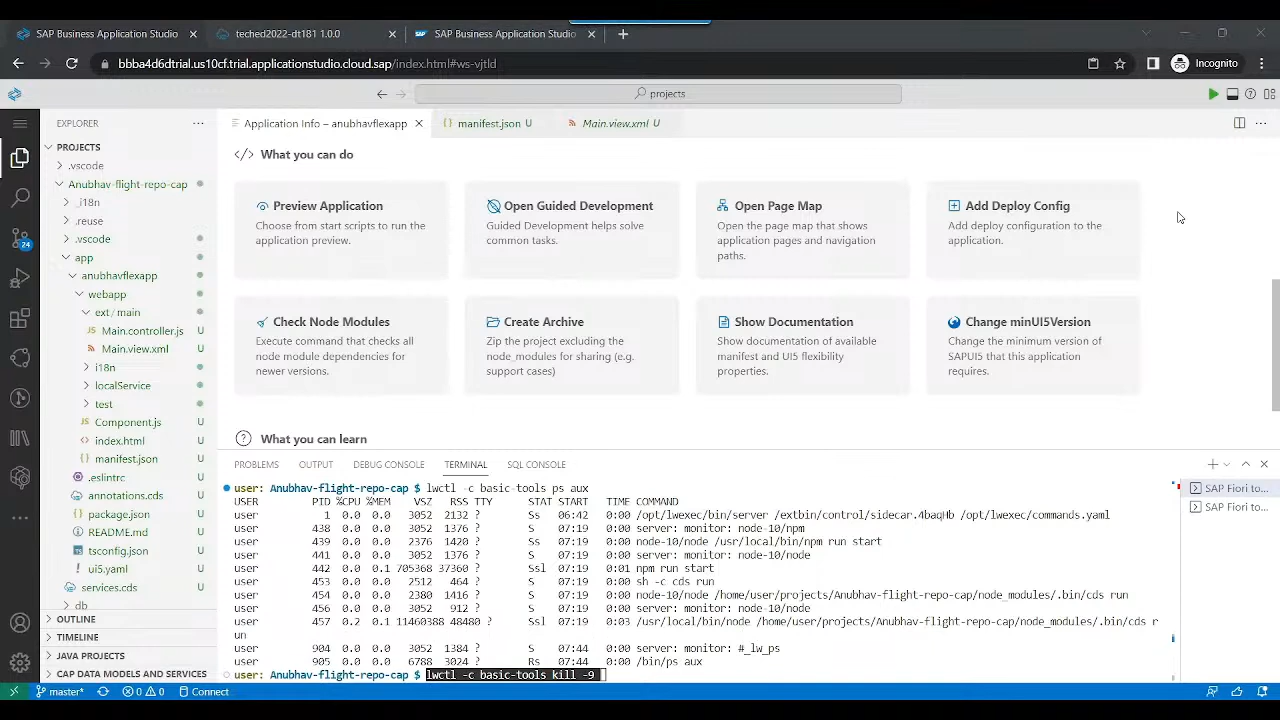 SAP Business Application Studio
teched2022-dt181 1.0.0
SAP Business Application Studio
bbba4d6dtrial.us10cf.trial.applicationstudio.cloud.sap/index.html#ws-vjtld
Incognito
projects
EXPLORER
Application Info – anubhavflexapp
manifest.json U
Main.view.xml U
PROJECTS
.vscode
Anubhav-flight-repo-cap
_i18n
.reuse
.vscode
24
app
anubhavflexapp
webapp
ext/main
Main.controller.js U
Main.view.xml U
i18n
localService
test
Component.js U
index.html U
manifest.json U
.eslintrc U
annotations.cds U
package.json U
README.md U
tsconfig.json U
ui5.yaml U
services.cds U
db
OUTLINE
TIMELINE
JAVA PROJECTS
CAP DATA MODELS AND SERVICES
What you can do
Preview Application
Choose from start scripts to run the
application preview.
Open Guided Development
Guided Development helps solve
common tasks.
Open Page Map
Open the page map that shows
application pages and navigation
paths.
Add Deploy Config
Add deploy configuration to the
application.
Check Node Modules
Execute command that checks all
node module dependencies for
newer versions.
Create Archive
Zip the project excluding the
node_modules for sharing (e.g.
support cases)
Show Documentation
Show documentation of available
manifest and UI5 flexibility
properties.
Change minUI5Version
Change the minimum version of
SAPUI5 that this application
requires.
What you can learn
PROBLEMS OUTPUT DEBUG CONSOLE TERMINAL SQL CONSOLE
SAP Fiori to...
SAP Fiori to...
user: Anubhav-flight-repo-cap $ lwctl -c basic-tools ps aux
USER PID %CPU %MEM VSZ RSS TTY STAT START TIME COMMAND
user 1 0.0 0.0 3052 2132 ? Ss 06:42 0:00 /opt/lwexec/bin/server /extbin/control/sidecar.4baqHb /opt/lwexec/commands.yaml
user 438 0.0 0.0 3052 1376 ? S 07:19 0:00 server: monitor: node-10/npm
user 439 0.0 0.0 2376 1420 ? Ss 07:19 0:00 node-10/node /usr/local/bin/npm run start
user 441 0.0 0.0 3052 1376 ? S 07:19 0:00 server: monitor: node-10/node
user 442 0.0 0.1 705368 37360 ? Ssl 07:19 0:01 npm run start
user 453 0.0 0.0 2512 464 ? S 07:19 0:00 sh -c cds run
user 454 0.0 0.0 2380 1416 ? S 07:19 0:00 node-10/node /home/user/projects/Anubhav-flight-repo-cap/node_modules/.bin/cds run
user 456 0.0 0.0 3052 912 ? S 07:19 0:00 server: monitor: node-10/node
user 457 0.2 0.1 11460388 48480 ? Ssl 07:19 0:03 /usr/local/bin/node /home/user/projects/Anubhav-flight-repo-cap/node_modules/.bin/cds r
un
user 904 0.0 0.0 3052 1384 ? S 07:44 0:00 server: monitor: #_lw_ps
user 905 0.0 0.0 6788 3024 ? Rs 07:44 0:00 /bin/ps aux
user: Anubhav-flight-repo-cap $ lwctl -c basic-tools kill -9
master* 0 0 Connect